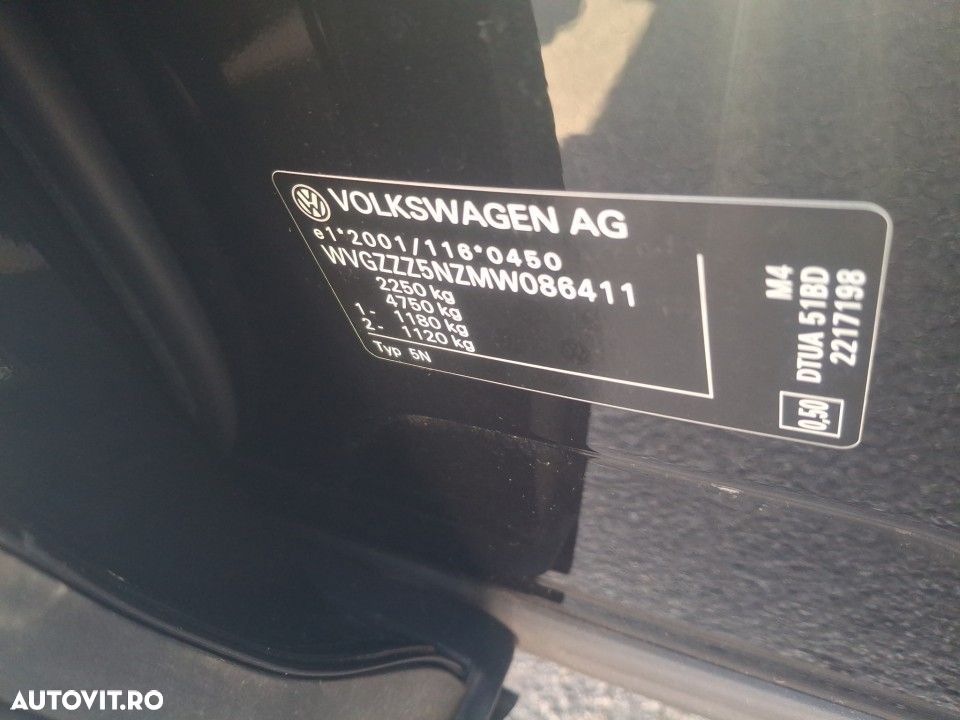 VOLKSWAGEN AG
e1*2001/116*0450
WVGZZZ5NZMW086411
2250 kg
4750 kg
1- 1180 kg
2- 1120 kg
Typ 5N
M4
DTUA 51BD
2217198
0,50
AUTOVIT.RO